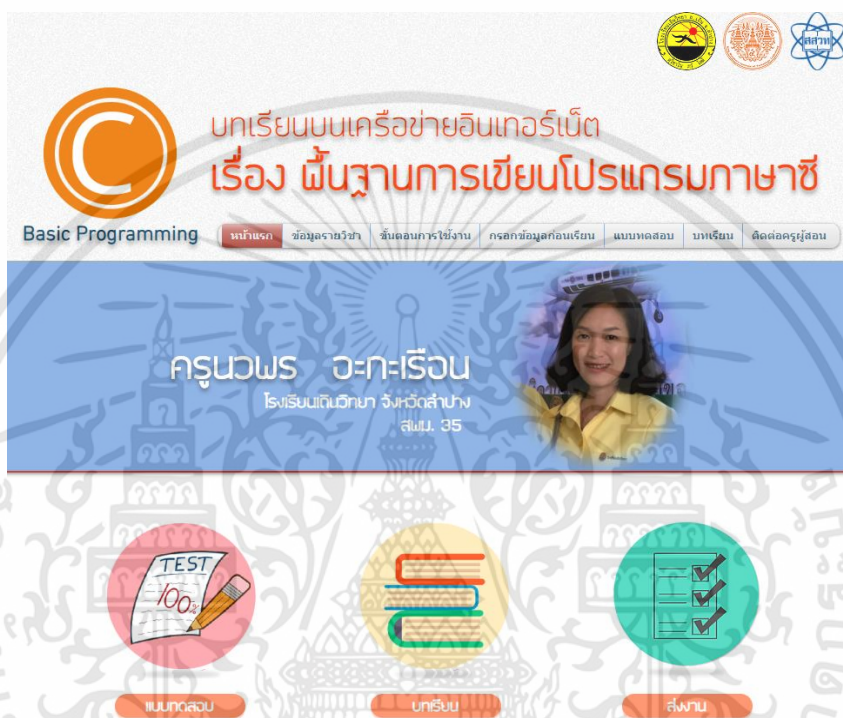 สสวท
C
บทเรียนบนเครือข่ายอินเทอร์เน็ต
เรื่อง พื้นฐานการเขียนโปรแกรมภาษาซี
Basic Programming
หน้าแรก ข้อมูลรายวิชา ขั้นตอนการใช้งาน กรอกข้อมูลก่อนเรียน แบบทดสอบ บทเรียน ติดต่อครูผู้สอน
ครูนวพร อะกะเรือน
โรงเรียนเถินวิทยา จังหวัดลำปาง
สพม. 35
TEST
100%
แบบทดสอบ บทเรียน ส่งงาน